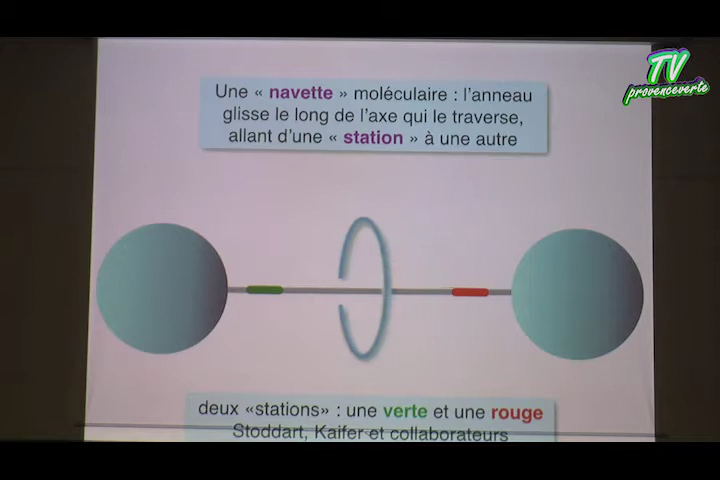 TV
provenceverte
Une « navette » moléculaire : l'anneau
glisse le long de l'axe qui le traverse,
allant d'une « station » à une autre
deux «stations» : une verte et une rouge
Stoddart, Kaifer et collaborateurs